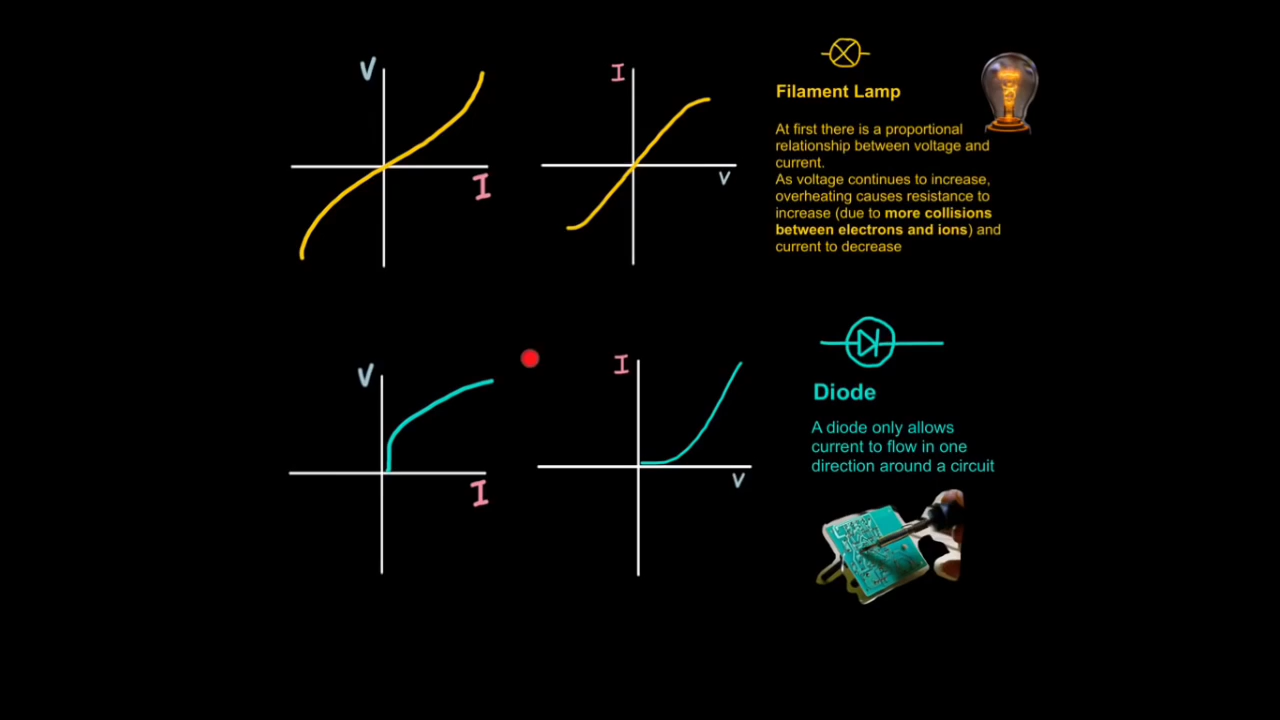 V
I
I
V
Filament Lamp
At first there is a proportional
relationship between voltage and
current.
As voltage continues to increase,
overheating causes resistance to
increase (due to more collisions
between electrons and ions) and
current to decrease
V
I
I
V
Diode
A diode only allows
current to flow in one
direction around a circuit